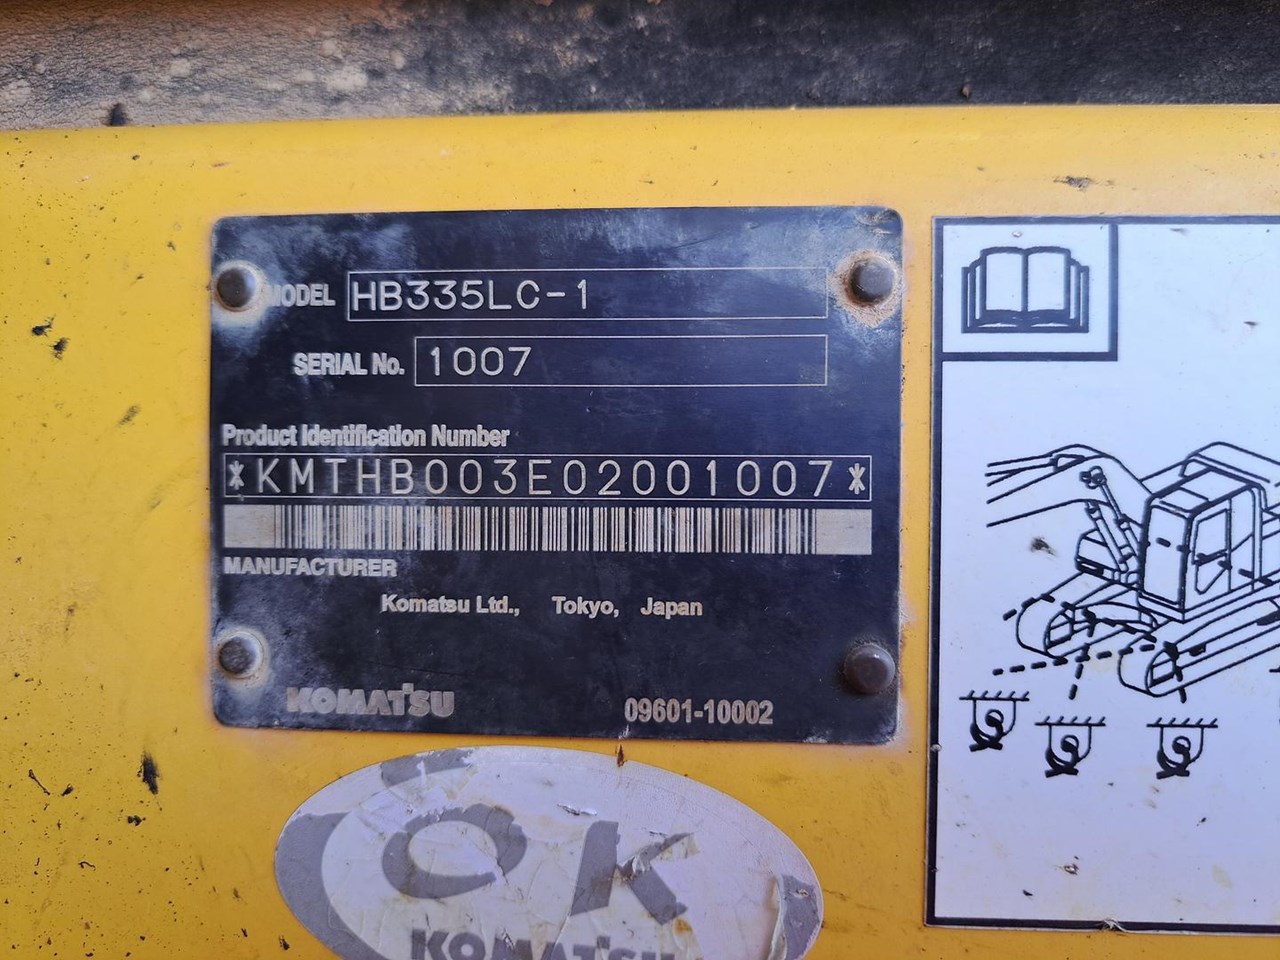 MODEL HB335LC-1
SERIAL No. 1007
Product Identification Number
*KMTHB003E02001007*
MANUFACTURER
Komatsu Ltd., Tokyo, Japan
KOMATSU 09601-10002
OK
KOMATSU